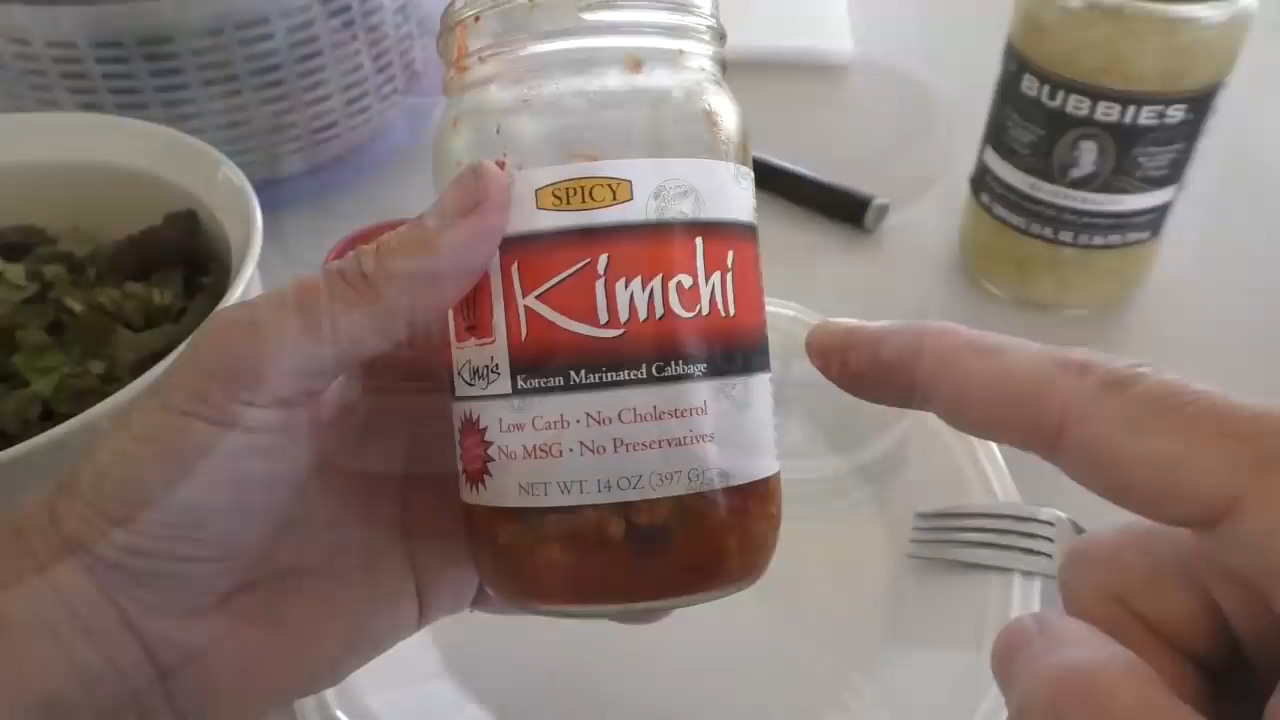 SPICY
Kimchi
King's
Korean Marinated Cabbage
Low Carb · No Cholesterol
No MSG · No Preservatives
NET WT. 14 OZ (397 G)
BUBBIES